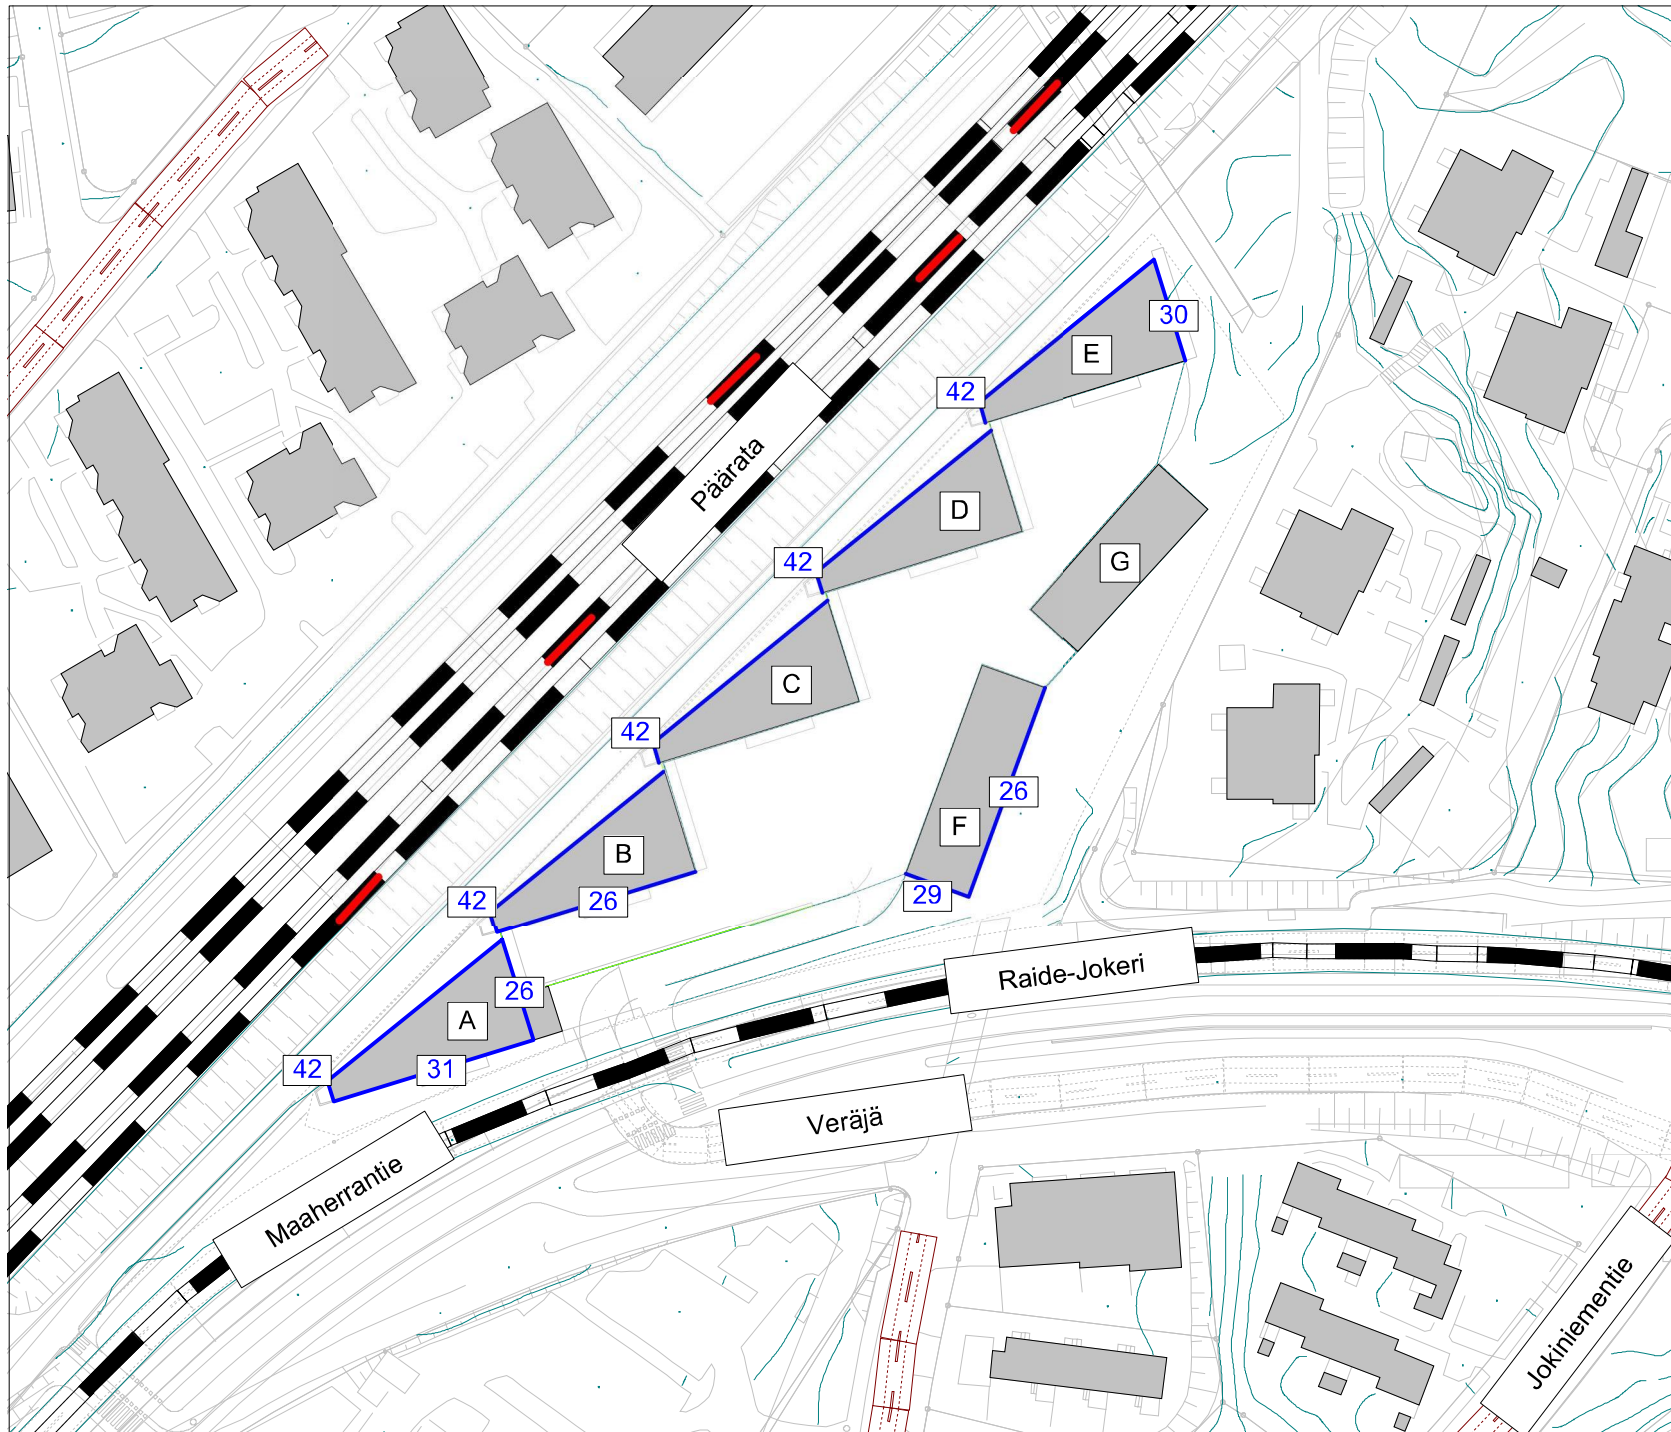 30
E
42
Päärata
D
42
G
C
42
26
B
F
42
26
29
Raide-Jokeri
26
A
42
31
Veräjä
Maaherrantie
Jokiniementie